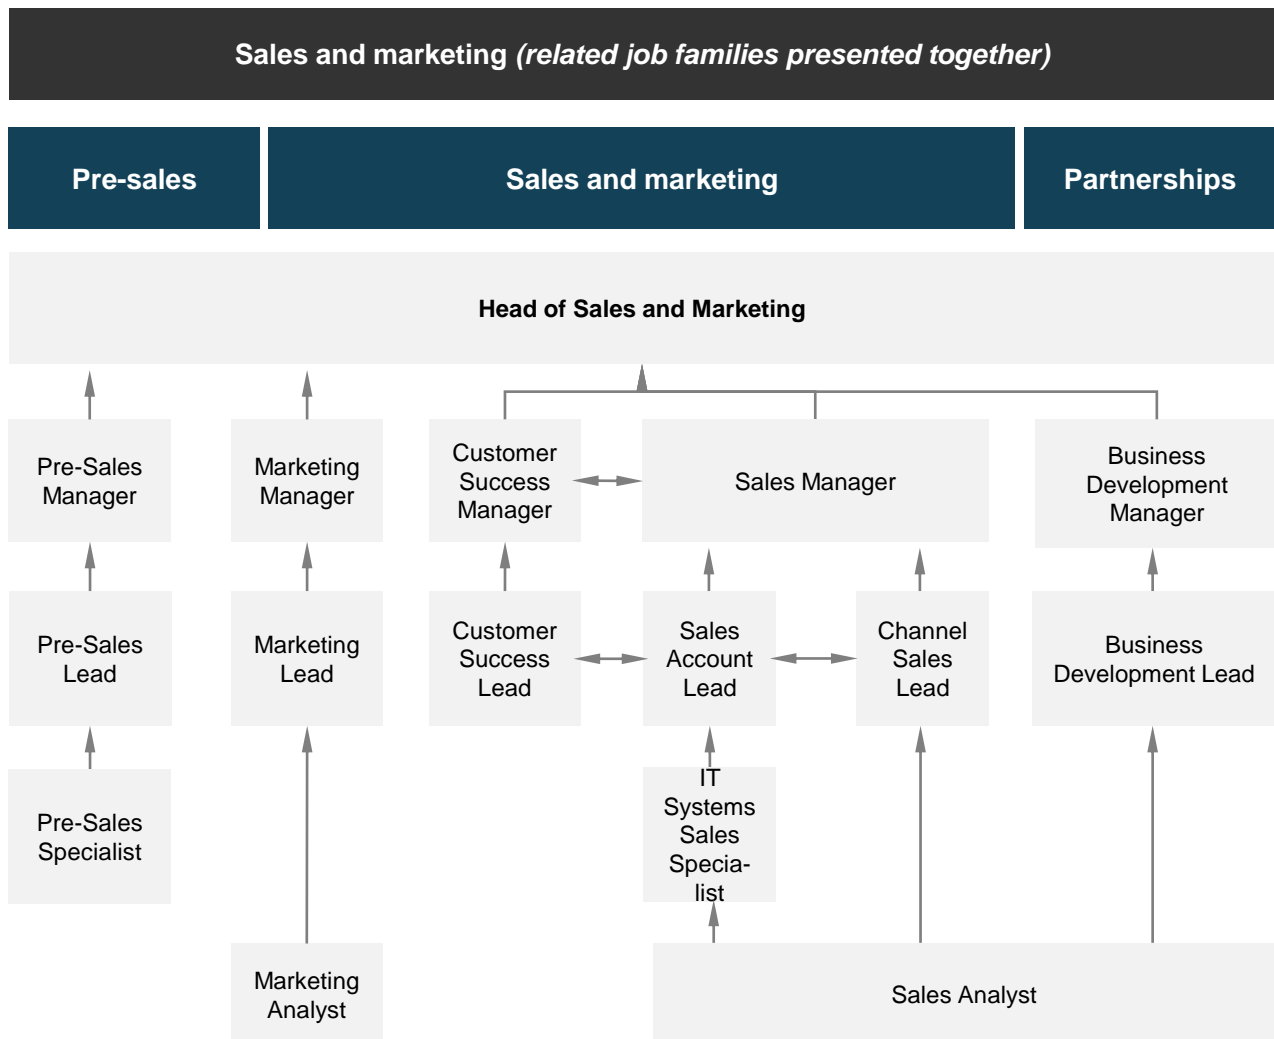 Sales and marketing (related job families presented together)
Pre-sales
Sales and marketing
Partnerships
Head of Sales and Marketing
Pre-Sales
Manager
Marketing
Manager
Customer
Success
Manager
Sales Manager
Business
Development
Manager
Pre-Sales
Lead
Marketing
Lead
Customer
Success
Lead
Sales
Account
Lead
Channel
Sales
Lead
Business
Development Lead
Pre-Sales
Specialist
IT
Systems
Sales
Specia-
list
Marketing
Analyst
Sales Analyst